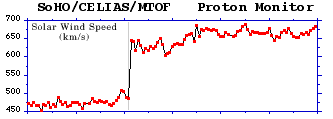 SoHO/CELIAS/MTOF Proton Monitor
Solar Wind Speed
(km/s)
700
650
600
550
500
450